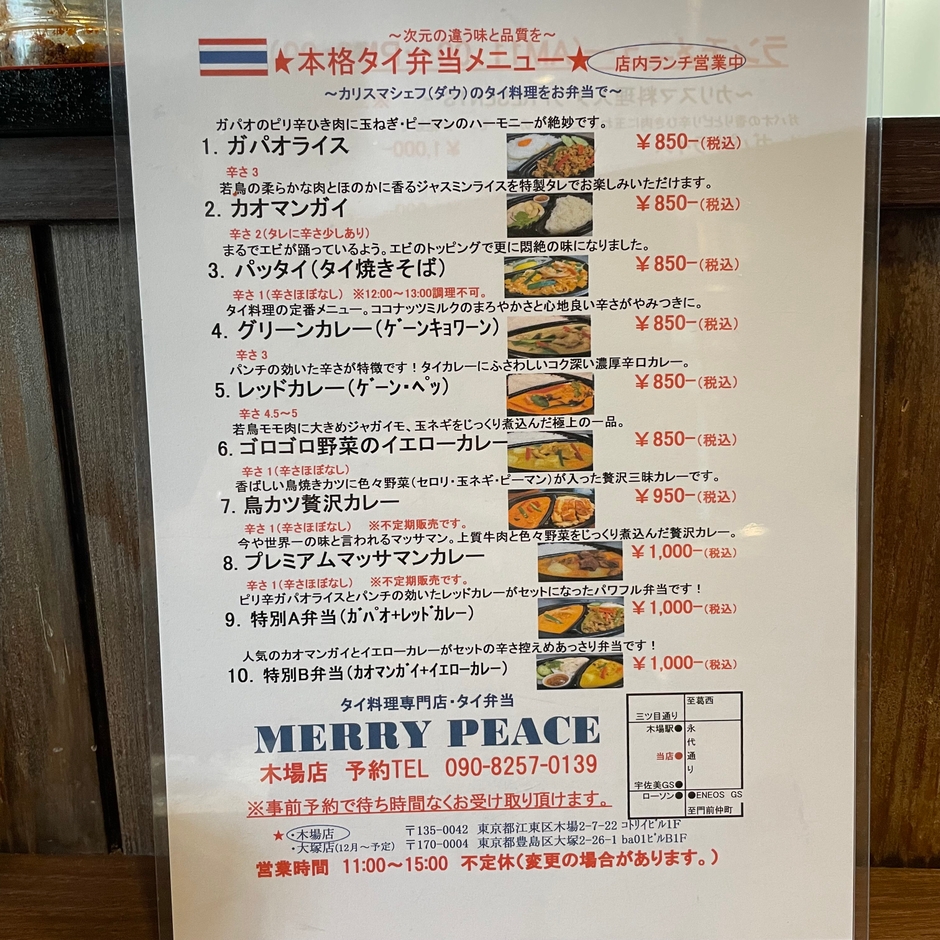 ～次元の違う味と品質を～
★本格タイ弁当メニュー★ 店内ランチ営業中
～カリスマシェフ(ダウ)のタイ料理をお弁当で～
ガパオのピリ辛ひき肉に玉ねぎ・ピーマンのハーモニーが絶妙です。
1. ガパオライス ￥850-(税込)
辛さ3
若鳥の柔らかな肉とほのかに香るジャスミンライスを特製タレでお楽しみいただけます。
2. カオマンガイ ￥850-(税込)
辛さ2(タレに辛さ少しあり)
まるでエビが踊っているよう。エビのトッピングで更に悶絶の味になりました。
3. パッタイ(タイ焼きそば) ￥850-(税込)
辛さ1(辛さほぼなし) ※12:00～13:00調理不可。
タイ料理の定番メニュー。ココナッツミルクのまろやかさと心地良い辛さがやみつきに。
4. グリーンカレー(ｹﾞｰﾝｷｮﾜｰﾝ) ￥850-(税込)
辛さ3
パンチの効いた辛さが特徴です！タイカレーにふさわしいコク深い濃厚辛口カレー。
5. レッドカレー(ｹﾞｰﾝ・ﾍﾟｯ) ￥850-(税込)
辛さ4.5～5
若鳥モモ肉に大きめジャガイモ、玉ネギをじっくり煮込んだ極上の一品。
6. ゴロゴロ野菜のイエローカレー ￥850-(税込)
辛さ1(辛さほぼなし)
香ばしい鳥焼きカツに色々野菜(セロリ・玉ネギ・ピーマン)が入った贅沢三昧カレーです。
7. 鳥カツ贅沢カレー ￥950-(税込)
辛さ1(辛さほぼなし) ※不定期販売です。
今や世界一の味と言われるマッサマン。上質牛肉と色々野菜をじっくり煮込んだ贅沢カレー。
8. プレミアムマッサマンカレー ￥1,000-(税込)
辛さ1(辛さほぼなし) ※不定期販売です。
ピリ辛ガパオライスとパンチの効いたレッドカレーがセットになったパワフル弁当です！
9. 特別A弁当(ｶﾞﾊﾟｵ+ﾚｯﾄﾞｶﾚｰ) ￥1,000-(税込)
人気のカオマンガイとイエローカレーがセットの辛さ控えめあっさり弁当です！
10. 特別B弁当(ｶｵﾏﾝｶﾞｲ+ｲｴﾛｰｶﾚｰ) ￥1,000-(税込)
タイ料理専門店・タイ弁当
MERRY PEACE
木場店 予約TEL 090-8257-0139
※事前予約で待ち時間なくお受け取り頂けます。
至葛西
三ツ目通り
木場駅●
永代通り
当店●
宇佐美GS●
ローソン●
●ENEOS GS
至門前仲町
★・木場店 〒135-0042 東京都江東区木場2-7-22 ｺﾄﾘｲﾋﾞﾙ1F
・大塚店(12月～予定) 〒170-0004 東京都豊島区大塚2-26-1 ba01ﾋﾞﾙB1F
営業時間 11:00～15:00 不定休(変更の場合があります。)